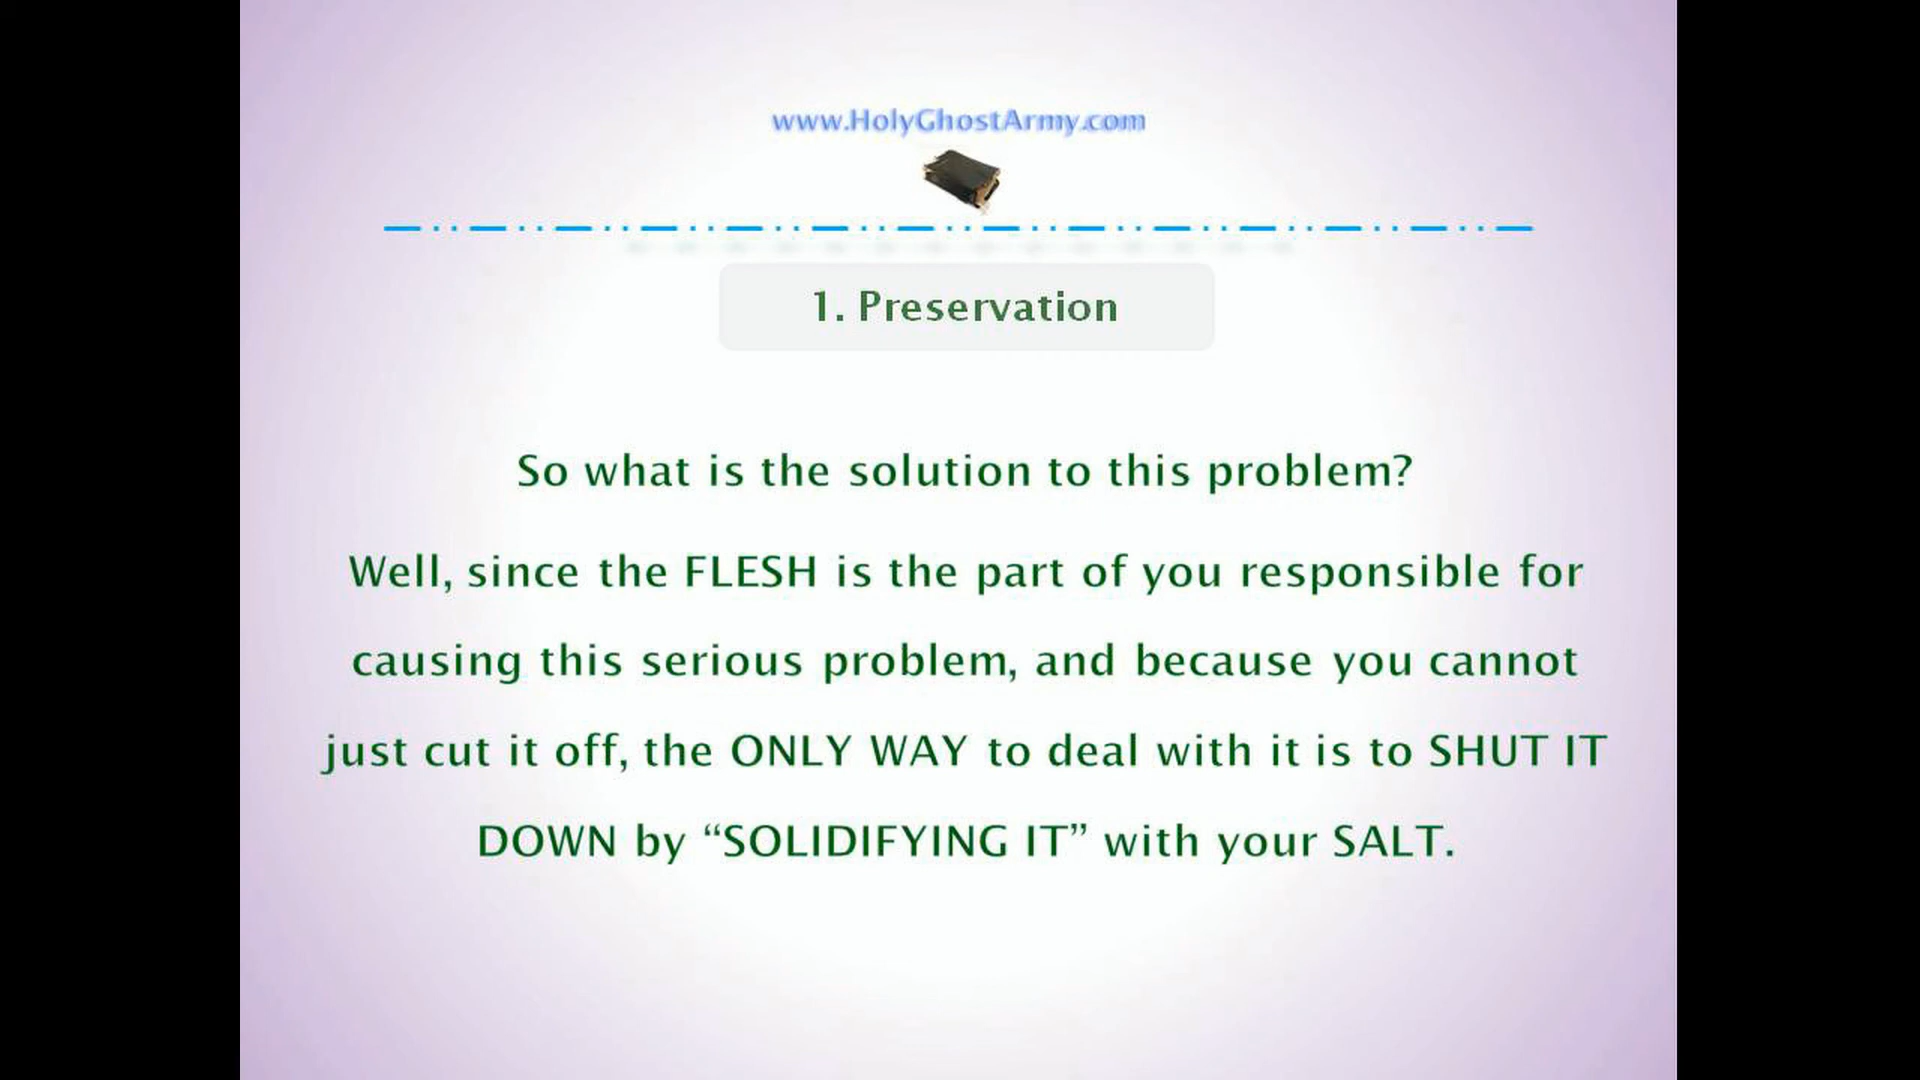 www.HolyGhostArmy.com
1. Preservation
So what is the solution to this problem?
Well, since the FLESH is the part of you responsible for
causing this serious problem, and because you cannot
just cut it off, the ONLY WAY to deal with it is to SHUT IT
DOWN by “SOLIDIFYING IT” with your SALT.